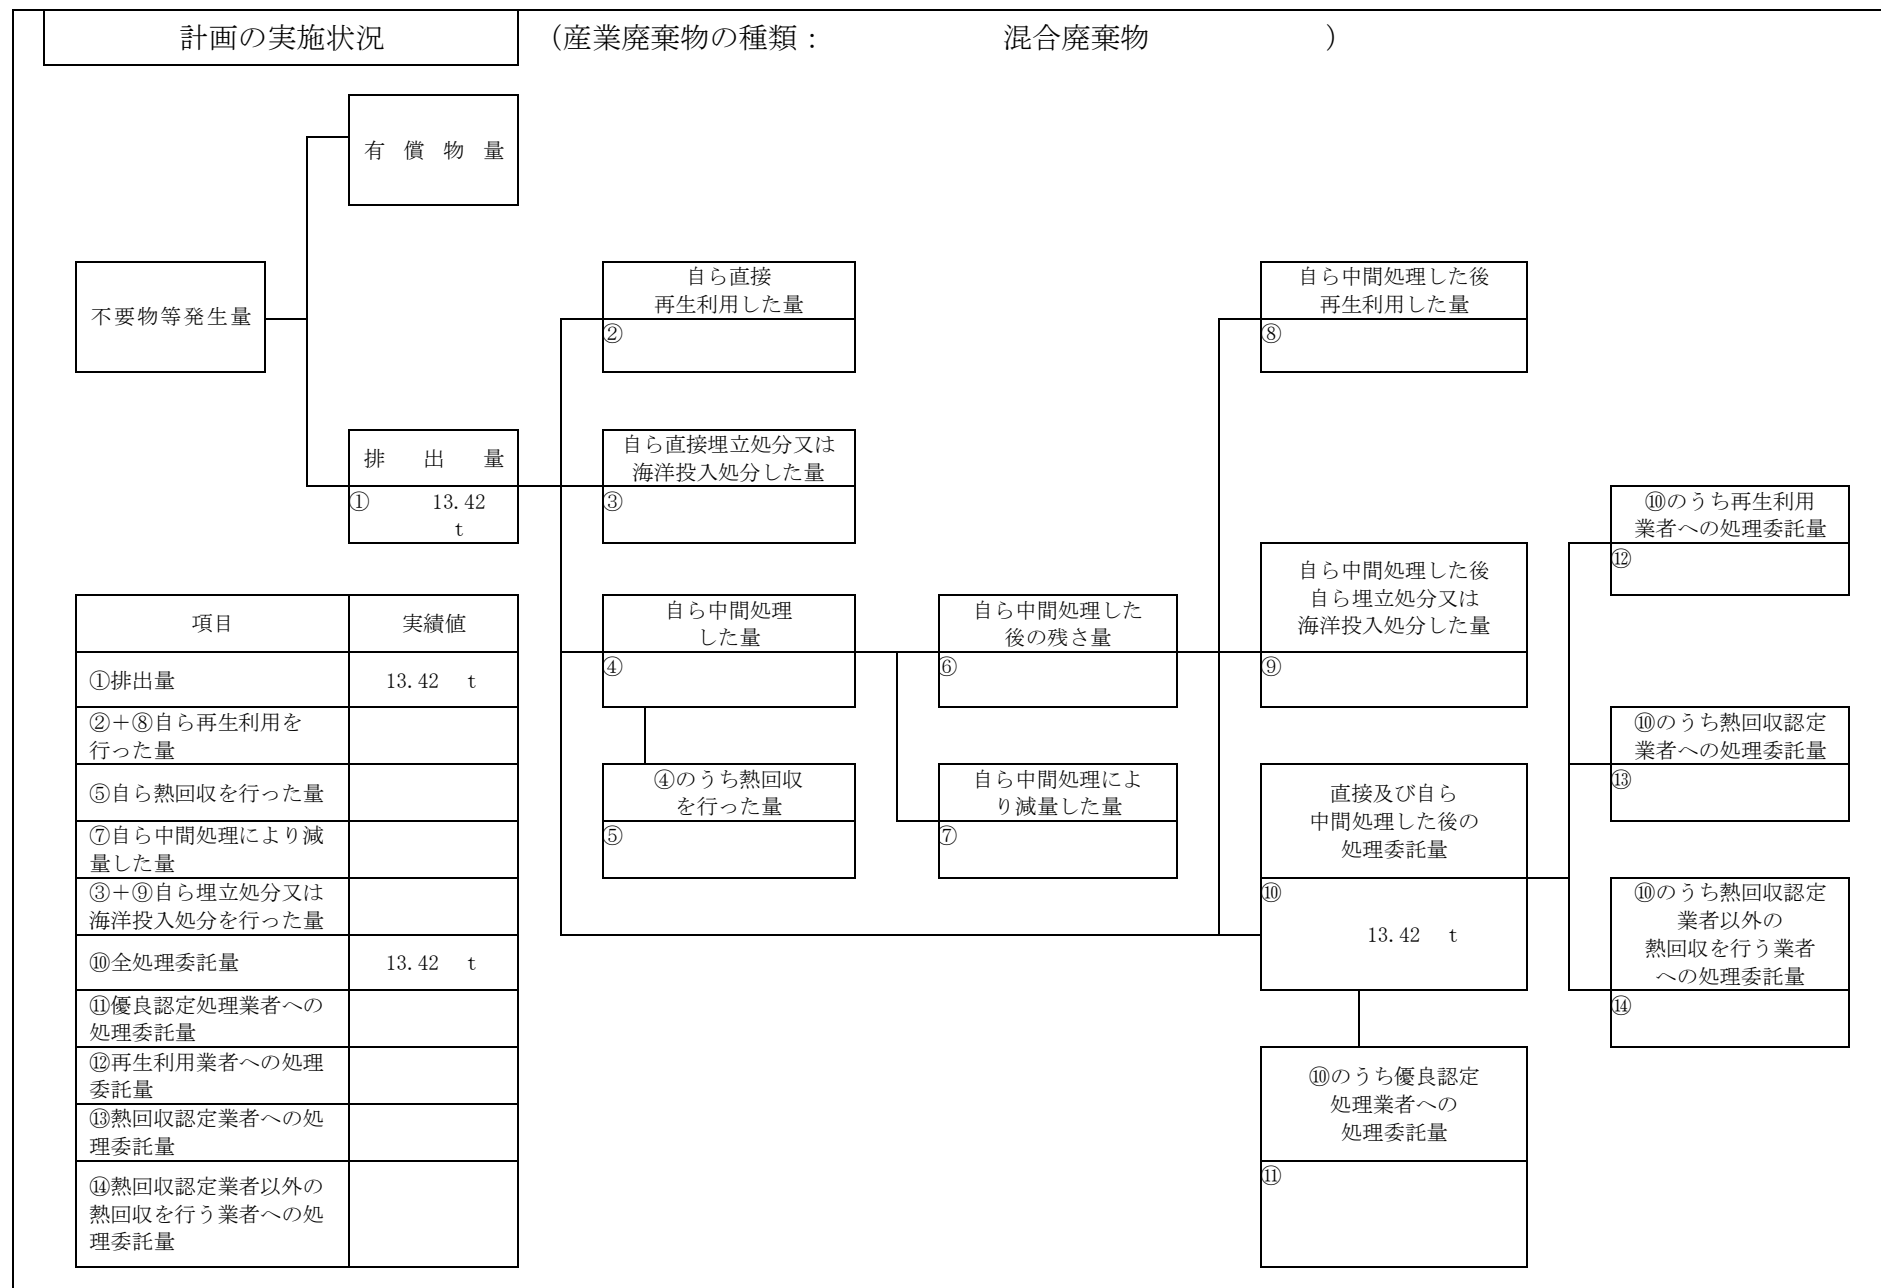 計画の実施状況 （産業廃棄物の種類： 混合廃棄物 ）
有償物量
不要物等発生量
自ら直接
再生利用した量
②
自ら中間処理した後
再生利用した量
⑧
排出量
① 13.42
t
自ら直接埋立処分又は
海洋投入処分した量
③
⑩のうち再生利用
業者への処理委託量
⑫
自ら中間処理
した量
④
自ら中間処理した
後の残さ量
⑥
自ら中間処理した後
自ら埋立処分又は
海洋投入処分した量
⑨
⑩のうち熱回収認定
業者への処理委託量
⑬
④のうち熱回収
を行った量
⑤
自ら中間処理によ
り減量した量
⑦
直接及び自ら
中間処理した後の
処理委託量
⑩
13.42 t
⑩のうち熱回収認定
業者以外の
熱回収を行う業者
への処理委託量
⑭
⑩のうち優良認定
処理業者への
処理委託量
⑪
項目 実績値
①排出量 13.42 t
②＋⑧自ら再生利用を
行った量
⑤自ら熱回収を行った量
⑦自ら中間処理により減
量した量
③＋⑨自ら埋立処分又は
海洋投入処分を行った量
⑩全処理委託量 13.42 t
⑪優良認定処理業者への
処理委託量
⑫再生利用業者への処理
委託量
⑬熱回収認定業者への処
理委託量
⑭熱回収認定業者以外の
熱回収を行う業者への処
理委託量